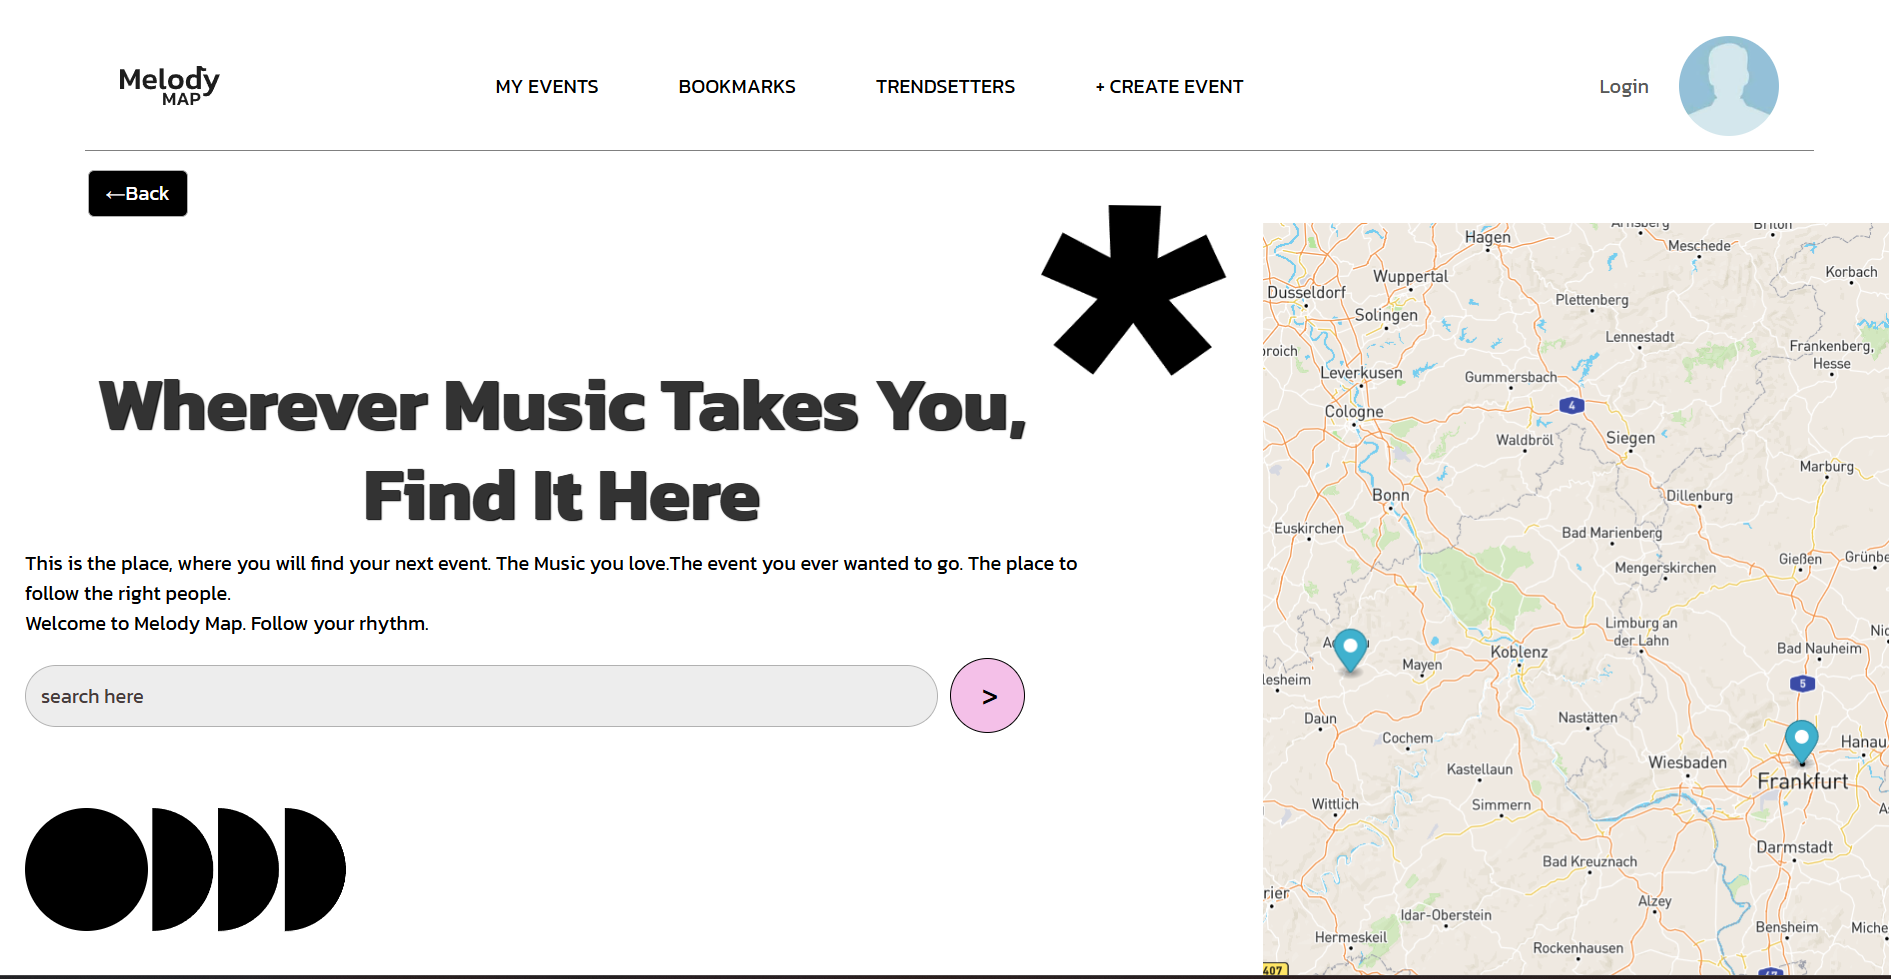 Melody
MAP
MY EVENTS
BOOKMARKS
TRENDSETTERS
+ CREATE EVENT
Login
←Back
Wherever Music Takes You,
Find It Here
This is the place, where you will find your next event. The Music you love.The event you ever wanted to go. The place to
follow the right people.
Welcome to Melody Map. Follow your rhythm.
search here
>
Hagen
Meschede
Wuppertal
Korbach
Dusseldorf
Plettenberg
Solingen
Lennestadt
Frankenberg,
Hesse
Leverkusen
Gummersbach
4
Cologne
Waldbröl
Siegen
Marburg
Bonn
Dillenburg
Euskirchen
Bad Marienberg
Gießen
Mengerskirchen
Limburg an
der Lahn
Koblenz
Bad Nauheim
Mayen
5
Daun
Nastätten
Cochem
Hanau
Wiesbaden
Kastellaun
Frankfurt
Wittlich
Simmern
Darmstadt
Bad Kreuznach
Alzey
Idar-Oberstein
Bensheim
Hermeskeil
Rockenhausen
407